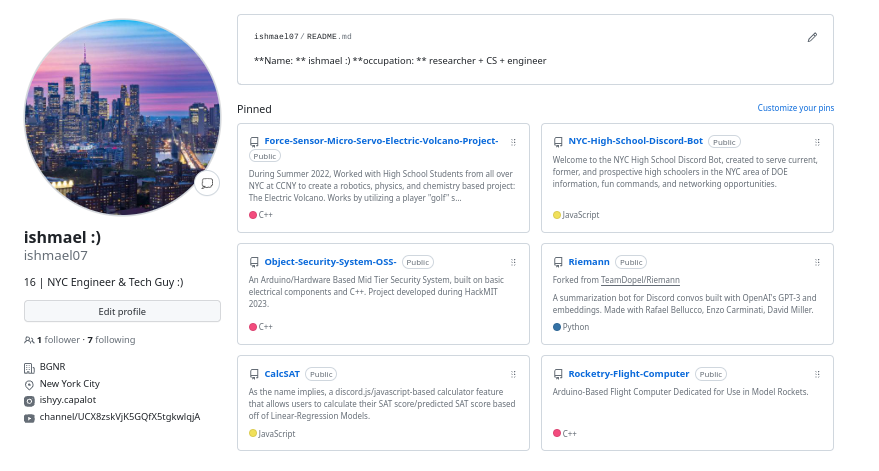 ishmael :)
ishmael07
16 | NYC Engineer & Tech Guy :)
Edit profile
1 follower · 7 following
BGNR
New York City
ishyy.capalot
channel/UCX8zskVjK5GQfX5tgkwlqjA
ishmael07 / README.md
**Name: ** ishmael :) **occupation: ** researcher + CS + engineer
Pinned
Customize your pins
Force-Sensor-Micro-Servo-Electric-Volcano-Project-
Public
During Summer 2022, Worked with High School Students from all over
NYC at CCNY to create a robotics, physics, and chemistry based project:
The Electric Volcano. Works by utilizing a player "golf" s...
C++
NYC-High-School-Discord-Bot Public
Welcome to the NYC High School Discord Bot, created to serve current,
former, and prospective high schoolers in the NYC area of DOE
information, fun commands, and networking opportunities.
JavaScript
Object-Security-System-OSS- Public
An Arduino/Hardware Based Mid Tier Security System, built on basic
electrical components and C++. Project developed during HackMIT
2023.
C++
Riemann Public
Forked from TeamDopel/Riemann
A summarization bot for Discord convos built with OpenAI's GPT-3 and
embeddings. Made with Rafael Bellucco, Enzo Carminati, David Miller.
Python
CalcSAT Public
As the name implies, a discord.js/javascript-based calculator feature
that allows users to calculate their SAT score/predicted SAT score based
off of Linear-Regression Models.
JavaScript
Rocketry-Flight-Computer Public
Arduino-Based Flight Computer Dedicated for Use in Model Rockets.
C++